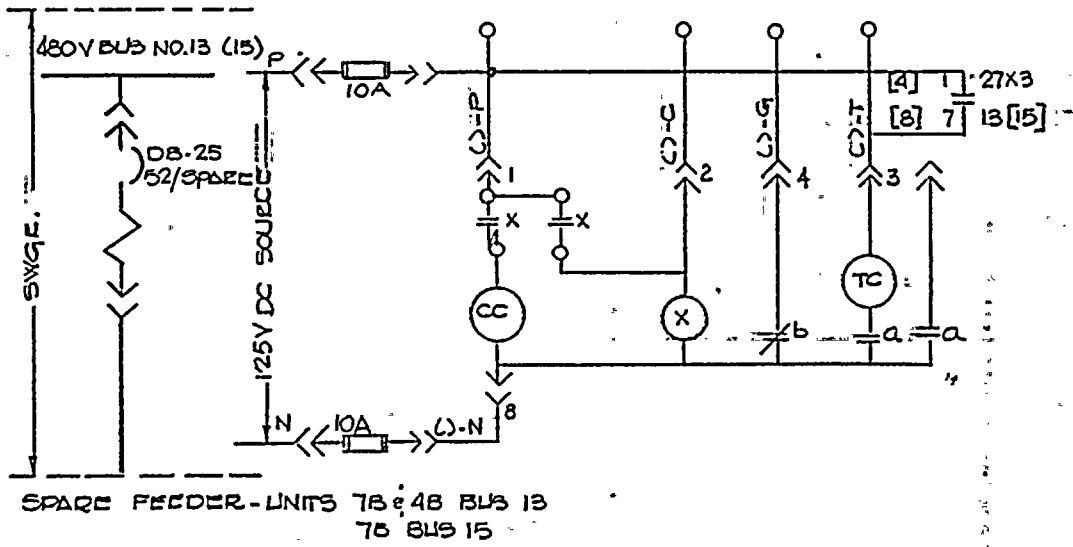 480V BUS NO.13 (15)
P
10A
[4] 1 27X3
[8] 7 13[15]
()-P
()-C
()-G
()-T
DB-25
52/SPARE
1
2
4
3
SWGR.
125V DC SOURCE
X
X
CC
X
TC
b
a
a
8
N
10A
()-N
SPARE FEEDER-UNITS 7B & 4B BUS 13
7B BUS 15